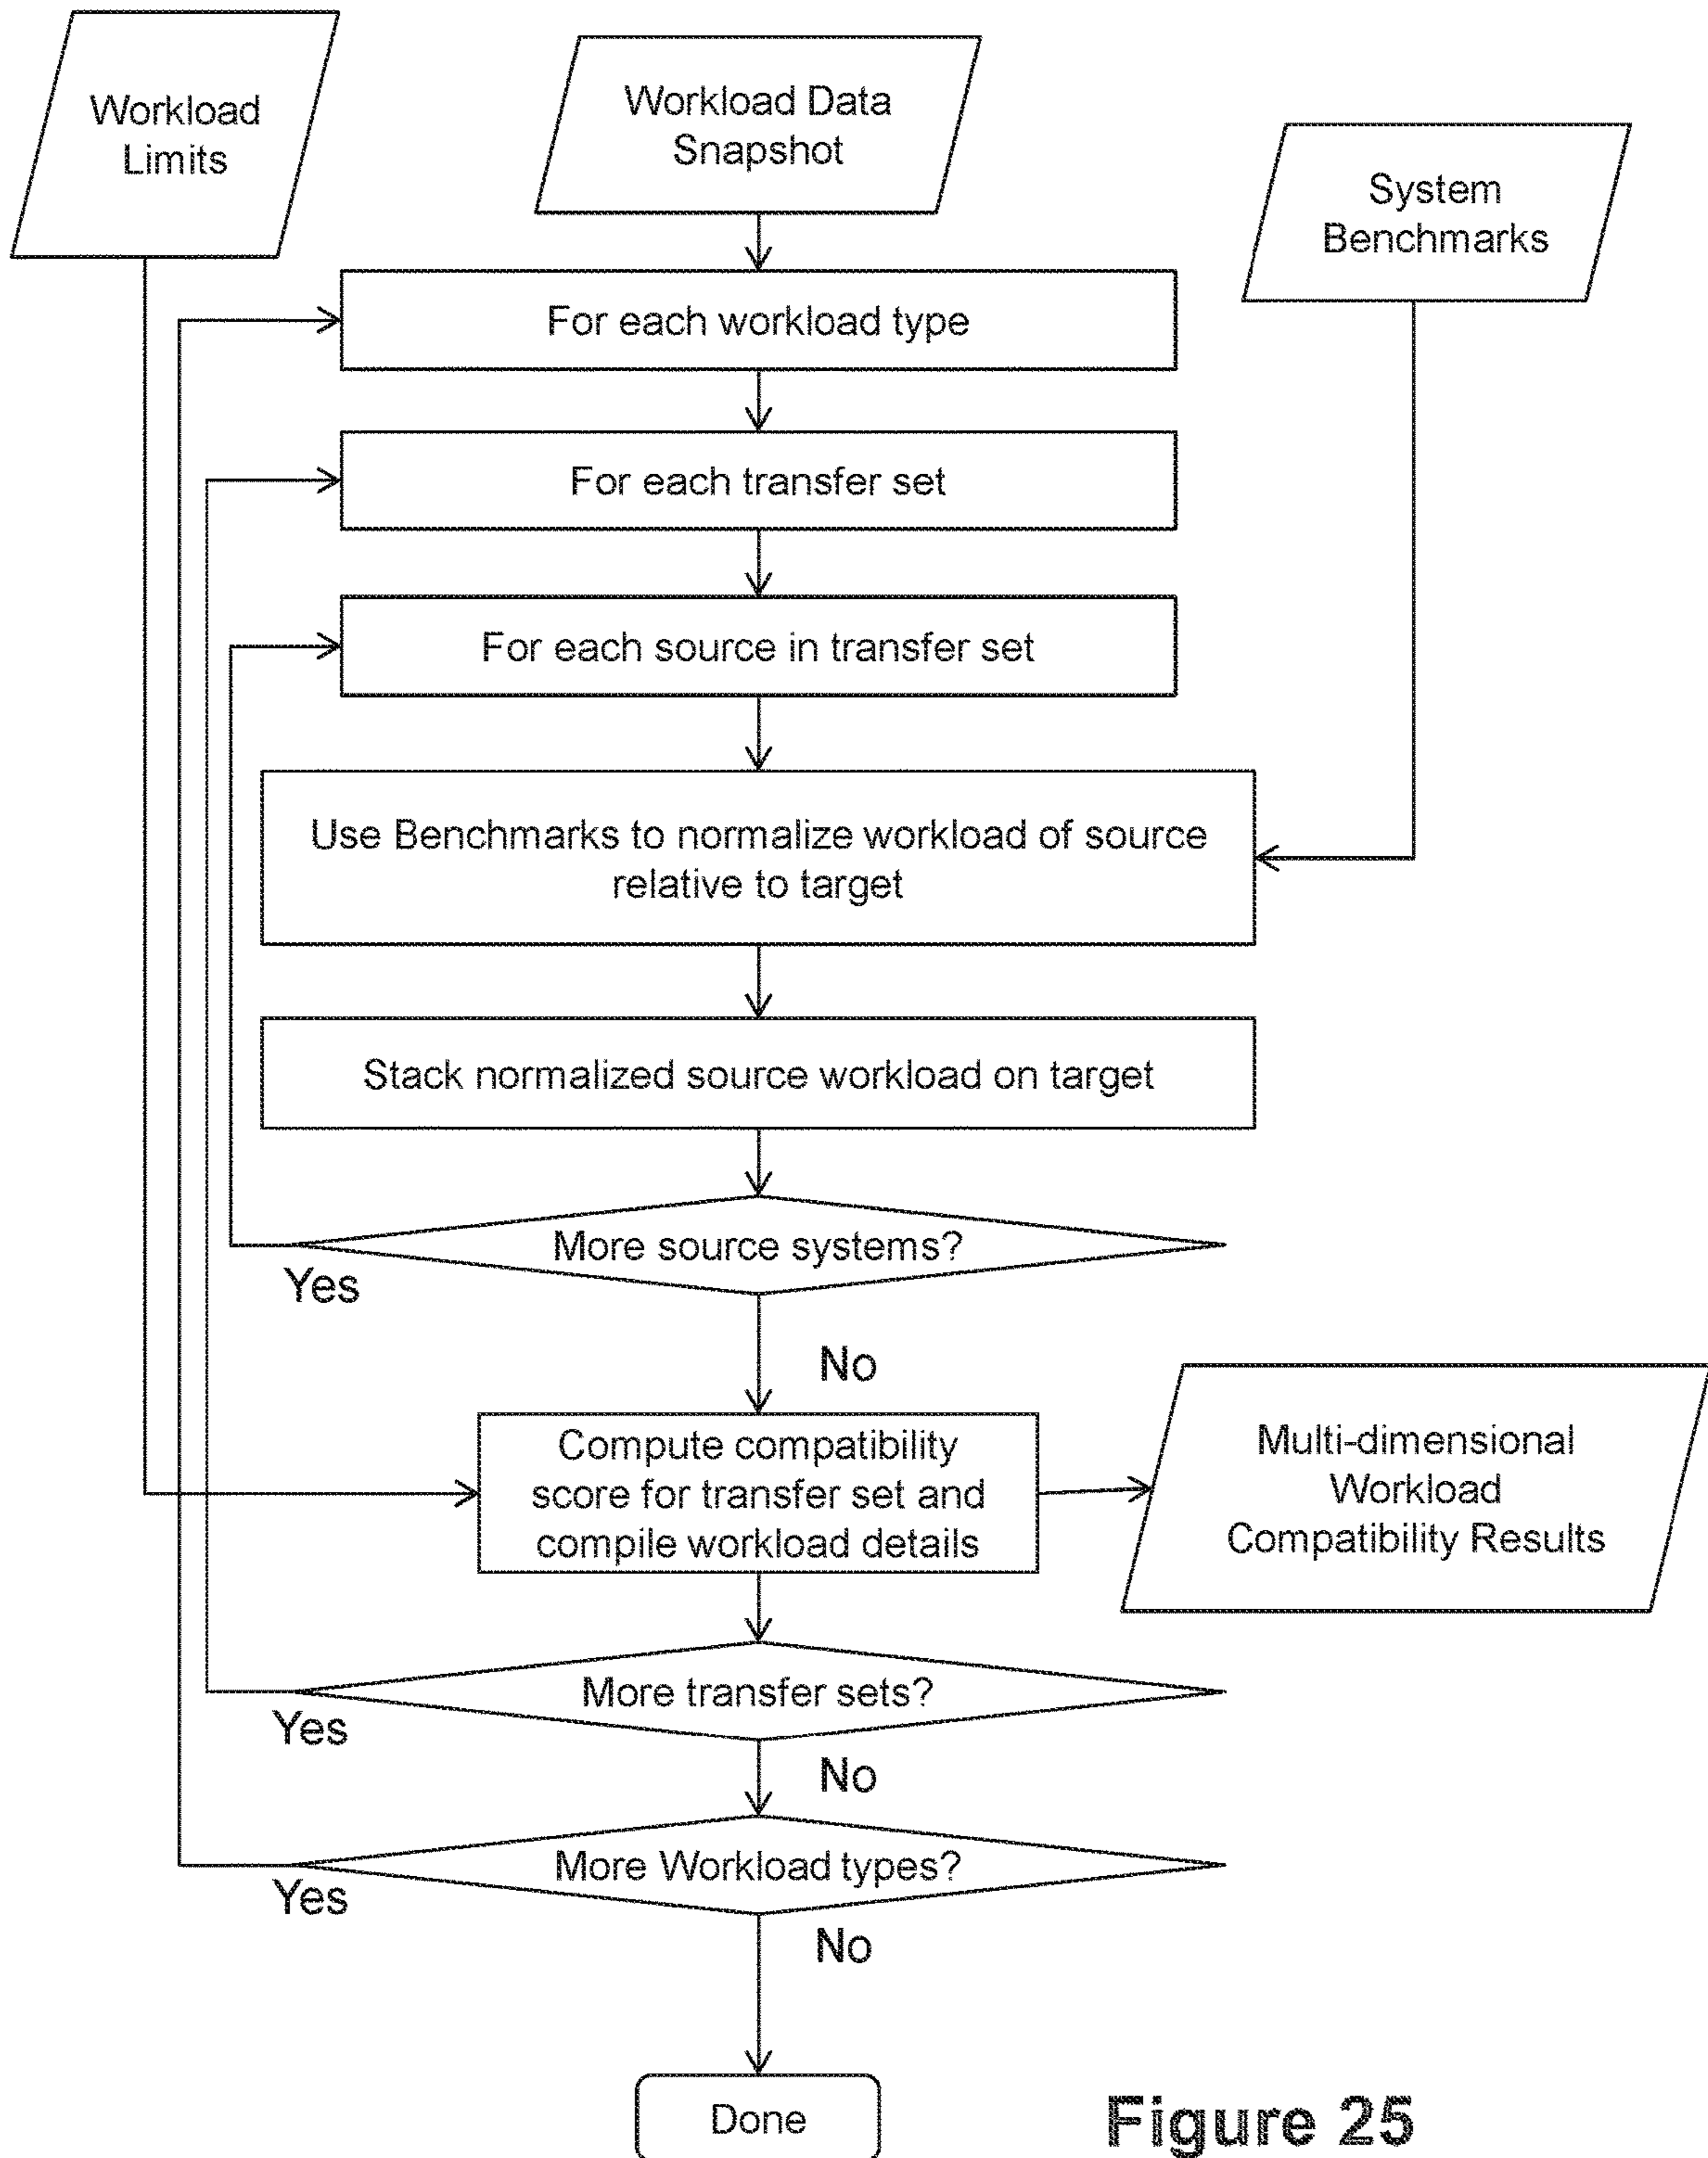 Workload
Limits
Workload Data
Snapshot
System
Benchmarks
For each workload type
For each transfer set
For each source in transfer set
Use Benchmarks to normalize workload of source
relative to target
Stack normalized source workload on target
More source systems?
Yes
No
Compute compatibility
score for transfer set and
compile workload details
Multi-dimensional
Workload
Compatibility Results
More transfer sets?
Yes
No
More Workload types?
Yes
No
Done
Figure 25